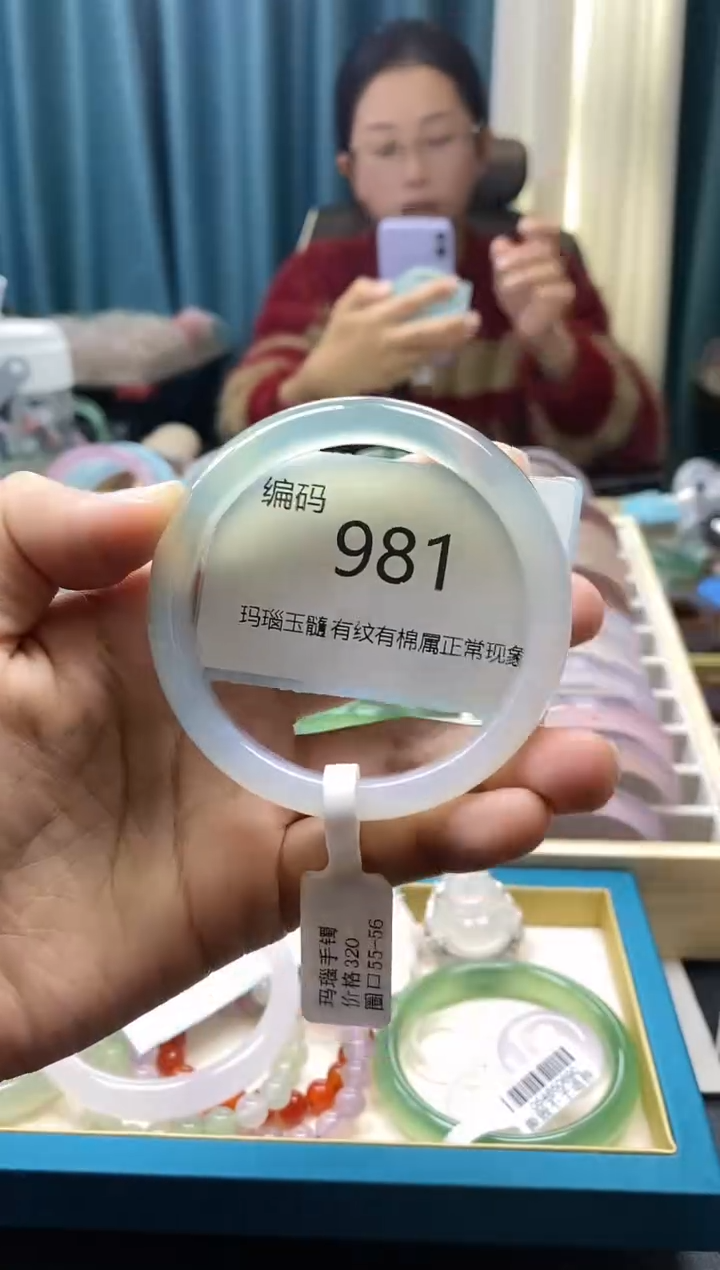 编码
981
玛瑙玉髓 有纹有棉属正常现象
玛瑙手镯
价格320
圈口55-56